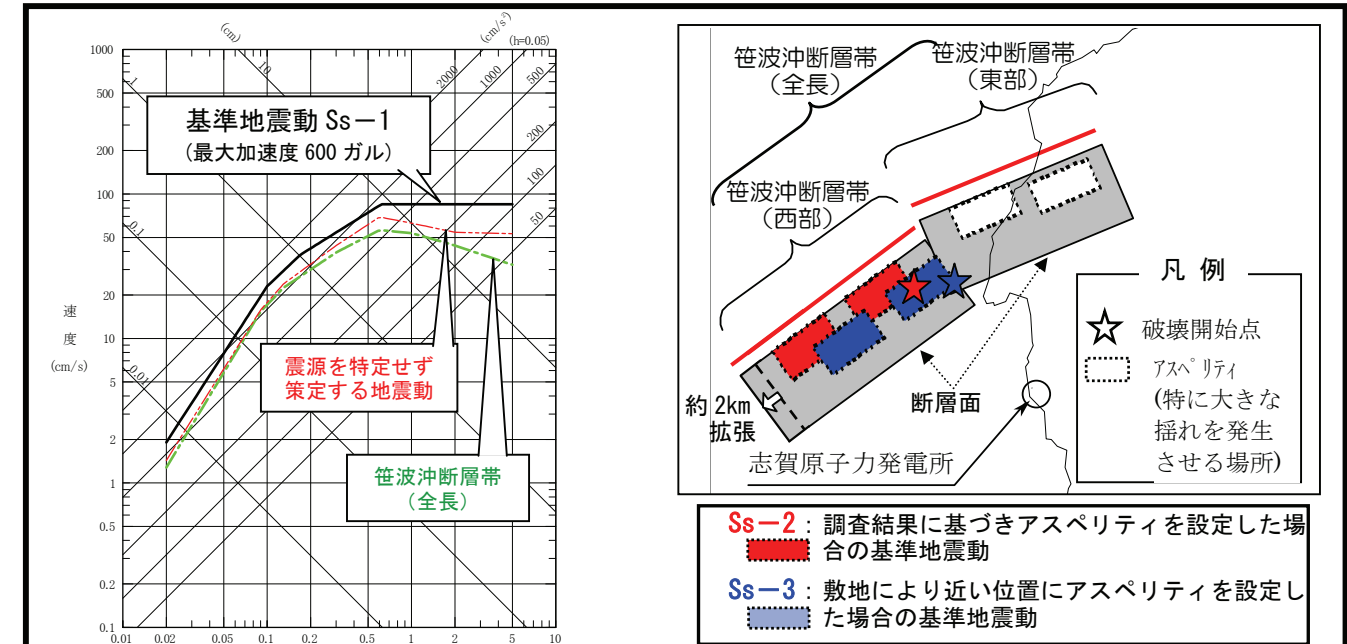 (cm)
(cm/s²)
(h=0.05)
1000
500
200
100
50
20
10
5
2
1
0.5
0.2
0.1
速
度
(cm/s)
0.01
0.02
0.05
0.1
0.2
0.5
1
2
5
10
1
10
2000
1000
500
200
100
50
0.1
0.01
基準地震動 Ss－1
(最大加速度 600 ガル)
震源を特定せず
策定する地震動
笹波沖断層帯
(全長)
笹波沖断層帯
(全長)
笹波沖断層帯
(東部)
笹波沖断層帯
(西部)
約 2km
拡張
断層面
志賀原子力発電所
凡 例
破壊開始点
アスペリティ
(特に大きな
揺れを発生
させる場所)
Ss－2：調査結果に基づきアスペリティを設定した場
合の基準地震動
Ss－3：敷地により近い位置にアスペリティを設定し
た場合の基準地震動